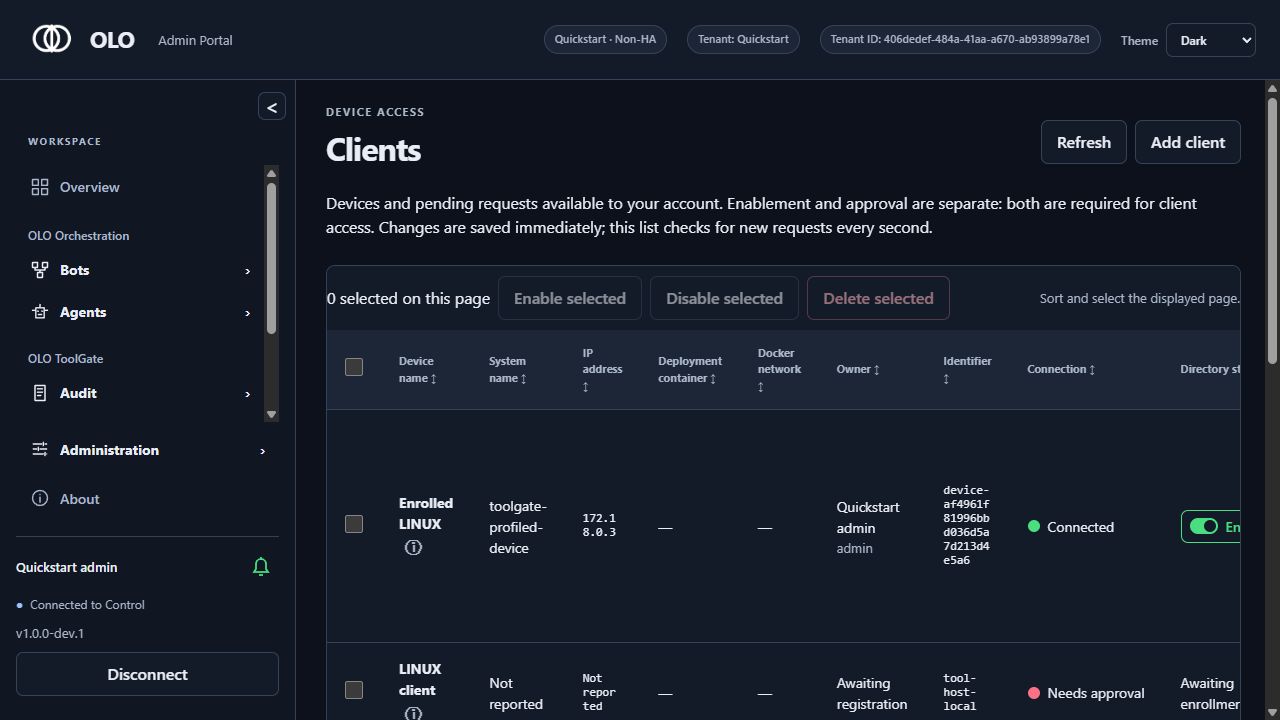 OLO Admin Portal
Quickstart · Non-HA
Tenant: Quickstart
Tenant ID: 406dedef-484a-41aa-a670-ab93899a78e1
Theme Dark
<
WORKSPACE
Overview
OLO Orchestration
Bots ›
Agents ›
OLO ToolGate
Audit ›
Administration ›
About
Quickstart admin
Connected to Control
v1.0.0-dev.1
Disconnect
DEVICE ACCESS
Clients
Refresh Add client
Devices and pending requests available to your account. Enablement and approval are separate: both are required for client
access. Changes are saved immediately; this list checks for new requests every second.
0 selected on this page Enable selected Disable selected Delete selected Sort and select the displayed page.
Device
name ↕
System
name ↕
IP
address
↕
Deployment
container ↕
Docker
network
↕
Owner ↕
Identifier
↕
Connection ↕
Directory st
Enrolled
LINUX
toolgate-
profiled-
device
172.1
8.0.3
—
—
Quickstart
admin
admin
device-
af4961f
81996bb
d036d5a
7d213d4
e5a6
Connected
En
LINUX
client
Not
reported
Not
repor
ted
—
—
Awaiting
registration
tool-
host-
local
Needs approval
Awaiting
enrollmer